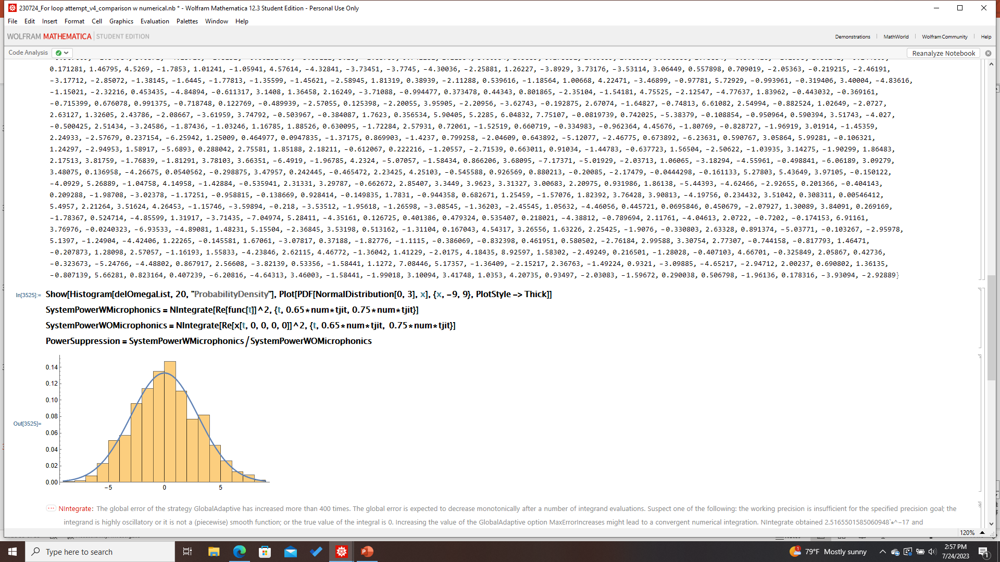 230724_For loop attempt_v4_comparison w numerical.nb * - Wolfram Mathematica 12.3 Student Edition - Personal Use Only
File Edit Insert Format Cell Graphics Evaluation Palettes Window Help
WOLFRAM MATHEMATICA STUDENT EDITION
Demonstrations MathWorld Wolfram Community Help
Code Analysis
Reanalyze Notebook
0.171281, 1.46795, 4.5269, -1.7853, 1.01241, -1.05941, 4.57614, -4.32841, -3.73451, -3.7745, -4.30036, -2.25881, 1.26227, -3.8929, 3.73176, -3.53114, 3.06449, 0.557898, 0.709019, -2.05363, -0.219215, -2.46191,
-3.17712, -2.85072, -1.38145, -1.6445, -1.77813, -1.35599, -1.45621, -2.58945, 1.81319, 0.38939, -2.11288, 0.539616, -1.18564, 1.00668, 4.22471, -3.46899, -0.97781, 5.72929, -0.993961, -0.319406, 3.40004, -4.83616,
-1.15021, -2.32216, 0.453435, -4.84894, -0.611317, 3.1408, 1.36458, 2.16249, -3.71088, -0.994477, 0.373478, 0.44343, 0.801865, -2.35104, -1.54181, 4.75525, -2.12547, -4.77637, 1.83962, -0.443032, -0.369161,
-0.715399, 0.676078, 0.991375, -0.718748, 0.122769, -0.489939, -2.57055, 0.125398, -2.20055, 3.95905, -2.20956, -3.62743, -0.192875, 2.67074, -1.64827, -0.74813, 6.61082, 2.54994, -0.882524, 1.02649, -2.0727,
2.63127, 1.32605, 2.43786, -2.08667, -3.61959, 3.74792, -0.503967, -0.384087, 1.7623, 0.356534, 5.90405, 5.2285, 6.04832, 7.75107, -0.0819739, 0.742025, -5.38379, -0.108854, -0.950964, 0.590394, 3.51743, -4.027,
-0.500425, 2.51434, -3.24586, -1.87436, -1.03246, 1.16785, 1.88526, 0.630095, -1.72284, 2.57931, 0.72061, -1.52519, 0.660719, -0.334983, -0.962364, 4.45676, -1.80769, -0.828727, -1.96919, 3.01914, -1.45359,
2.24933, -2.57679, 0.237154, -6.25942, 1.25009, 0.464977, 0.0947835, -1.37175, 0.869903, -1.4237, 0.799258, -2.04609, 0.643892, -5.12077, -2.46775, 0.673892, -6.23631, 0.590767, 3.05864, 5.99281, -0.106321,
1.24297, -2.94953, 1.58917, -5.6893, 0.288042, 2.75581, 1.85188, 2.18211, -0.612067, 0.222216, -1.20557, -2.71539, 0.663011, 0.91034, -1.44783, -0.637723, 1.56504, -2.50622, -1.03935, 3.14275, -1.90299, 1.86483,
2.17513, 3.81759, -1.76839, -1.81291, 3.78103, 3.66351, -6.4919, -1.96785, 4.2324, -5.07057, -1.58434, 0.866206, 3.68095, -7.17371, -5.01929, -2.03713, 1.06065, -3.18294, -4.55961, -0.498841, -6.06189, 3.09279,
3.48075, 0.136958, -4.26675, 0.0540562, -0.298875, 3.47957, 0.242445, -0.465472, 2.23425, 4.25103, -0.545588, 0.926569, 0.880213, -0.20085, -2.17479, -0.0444298, -0.161133, 5.27803, 5.43649, 3.97105, -0.150122,
-4.0929, 5.26889, -1.04758, 4.14958, -1.42884, -0.535941, 2.31331, 3.29787, -0.662672, 2.85407, 3.3449, 3.9623, 3.31327, 3.00683, 2.20975, 0.931986, 1.86138, -5.44393, -4.62466, -2.92655, 0.201366, -0.404143,
0.209288, -1.98708, -3.02378, -1.17251, -0.958815, -0.138669, 0.928414, -0.149835, 1.7831, -0.944358, 0.682671, 1.25459, -1.57076, 1.82392, 3.76428, 3.90813, -4.19756, 0.234432, 3.51042, 0.308311, 0.00546412,
5.4957, 2.21264, 3.51624, 4.26453, -1.15746, -3.59894, -0.218, -3.53512, -1.95618, -1.26598, -3.08545, -1.36203, -2.45545, 1.05632, -4.46056, 0.445721, 0.0695846, 0.450679, -2.07927, 1.30089, 3.84091, 0.269169,
-1.78367, 0.524714, -4.85599, 1.31917, -3.71435, -7.04974, 5.28411, -4.35161, 0.126725, 0.401386, 0.479324, 0.535407, 0.218021, -4.38812, -0.789694, 2.11761, -4.04613, 2.0722, -0.7202, -0.174153, 6.91161,
3.76976, -0.0240323, -6.93533, -4.89081, 1.48231, 5.15504, -2.36845, 3.53198, 0.513162, -1.31104, 0.167043, 4.54317, 3.26556, 1.63226, 2.25425, -1.9076, -0.330803, 2.63328, 0.891374, -5.03771, -0.103267, -2.95978,
5.1397, -1.24904, -4.42406, 1.22265, -0.145581, 1.67061, -3.07817, 0.37188, -1.82776, -1.1115, -0.386069, -0.832398, 0.461951, 0.580502, -2.76184, 2.99588, 3.30754, 2.77307, -0.744158, -0.817793, 1.46471,
-0.207873, 1.28098, 2.57057, -1.16193, 1.55833, -4.23846, 2.62115, 4.46772, -1.36042, 1.41229, -2.0175, 4.18435, 8.92597, 1.58302, -2.49249, 0.216501, -1.28028, -0.407103, 4.66701, -0.325849, 2.05867, 0.42736,
-0.323673, -5.24766, -4.48802, 0.867917, 2.56608, -3.82139, 0.53356, -1.58441, 1.1272, 7.08446, 5.17357, -1.36409, -2.15217, 2.36763, -1.49224, 0.9321, -3.09885, -4.65217, -2.94712, 2.00237, 0.690802, 1.36135,
-0.807139, 5.66281, 0.823164, 0.407239, -6.20816, -4.64313, 3.46003, -1.58441, -1.99018, 3.10094, 3.41748, 1.0353, 4.20735, 0.93497, -2.03083, -1.59672, 0.290038, 0.506798, -1.96136, 0.178316, -3.93094, -2.92889}
In[3525]:= Show[Histogram[delOmegaList, 20, "ProbabilityDensity"], Plot[PDF[NormalDistribution[0, 3], x], {x, -9, 9}, PlotStyle -> Thick]]
SystemPowerWMicrophonics = NIntegrate[Re[func[t]]^2, {t, 0.65*num*tjit, 0.75*num*tjit}]
SystemPowerWOMicrophonics = NIntegrate[Re[x[t, 0, 0, 0, 0]]^2, {t, 0.65*num*tjit, 0.75*num*tjit}]
PowerSuppression = SystemPowerWMicrophonics/SystemPowerWOMicrophonics
0.14
0.12
0.10
0.08
Out[3525]=
0.06
0.04
0.02
0.00
-5 0 5
NIntegrate: The global error of the strategy GlobalAdaptive has increased more than 400 times. The global error is expected to decrease monotonically after a number of integrand evaluations. Suspect one of the following: the working precision is insufficient for the specified precision goal; the
integrand is highly oscillatory or it is not a (piecewise) smooth function; or the true value of the integral is 0. Increasing the value of the GlobalAdaptive option MaxErrorIncreases might lead to a convergent numerical integration. NIntegrate obtained 2.5165501585060948`*^-17 and
120%
Type here to search
79°F Mostly sunny
2:57 PM
7/24/2023